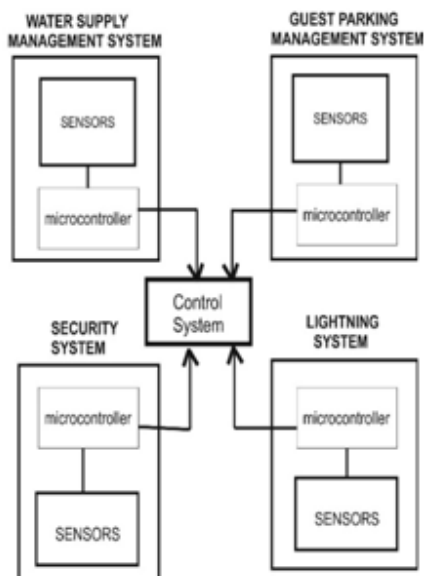 WATER SUPPLY
MANAGEMENT SYSTEM
SENSORS
microcontroller
GUEST PARKING
MANAGEMENT SYSTEM
SENSORS
microcontroller
Control
System
SECURITY
SYSTEM
microcontroller
SENSORS
LIGHTNING
SYSTEM
microcontroller
SENSORS